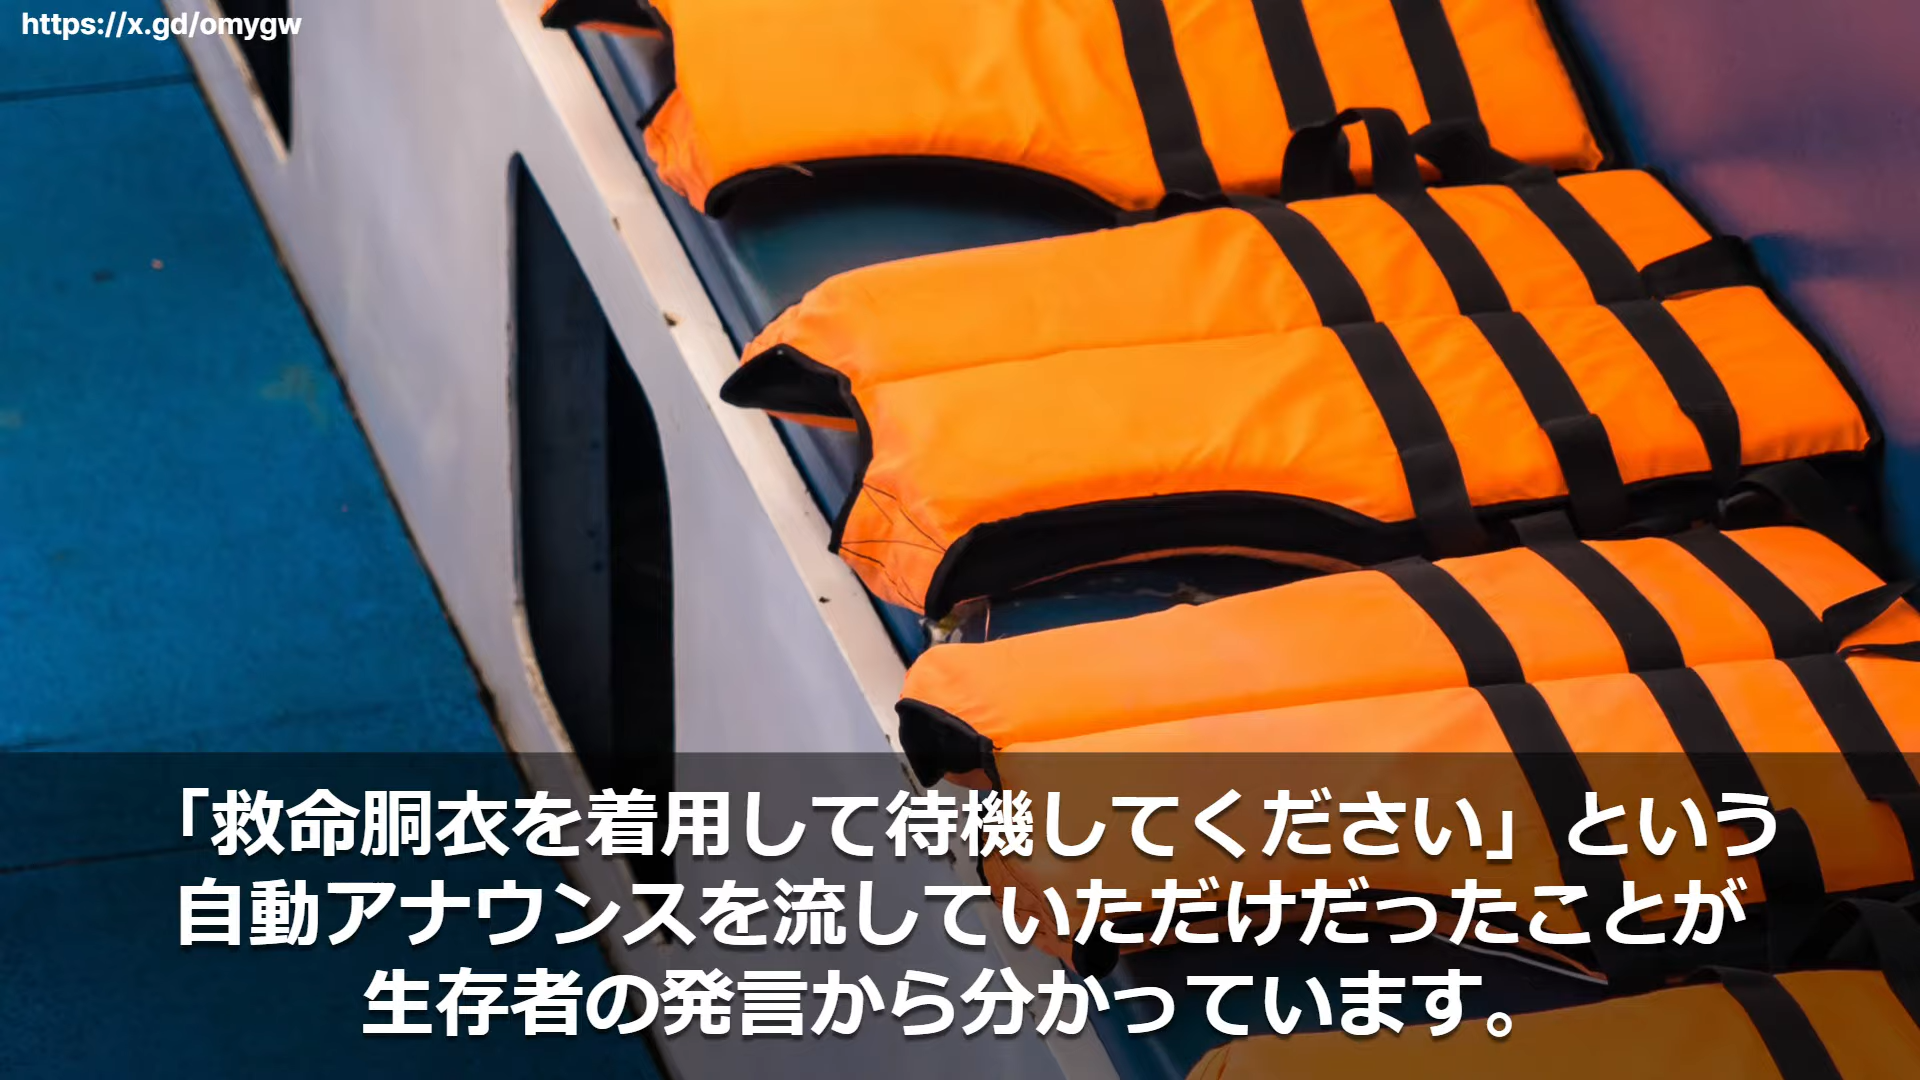 https://x.gd/omygw
「救命胴衣を着用して待機してください」という
自動アナウンスを流していただけだったことが
生存者の発言から分かっています。